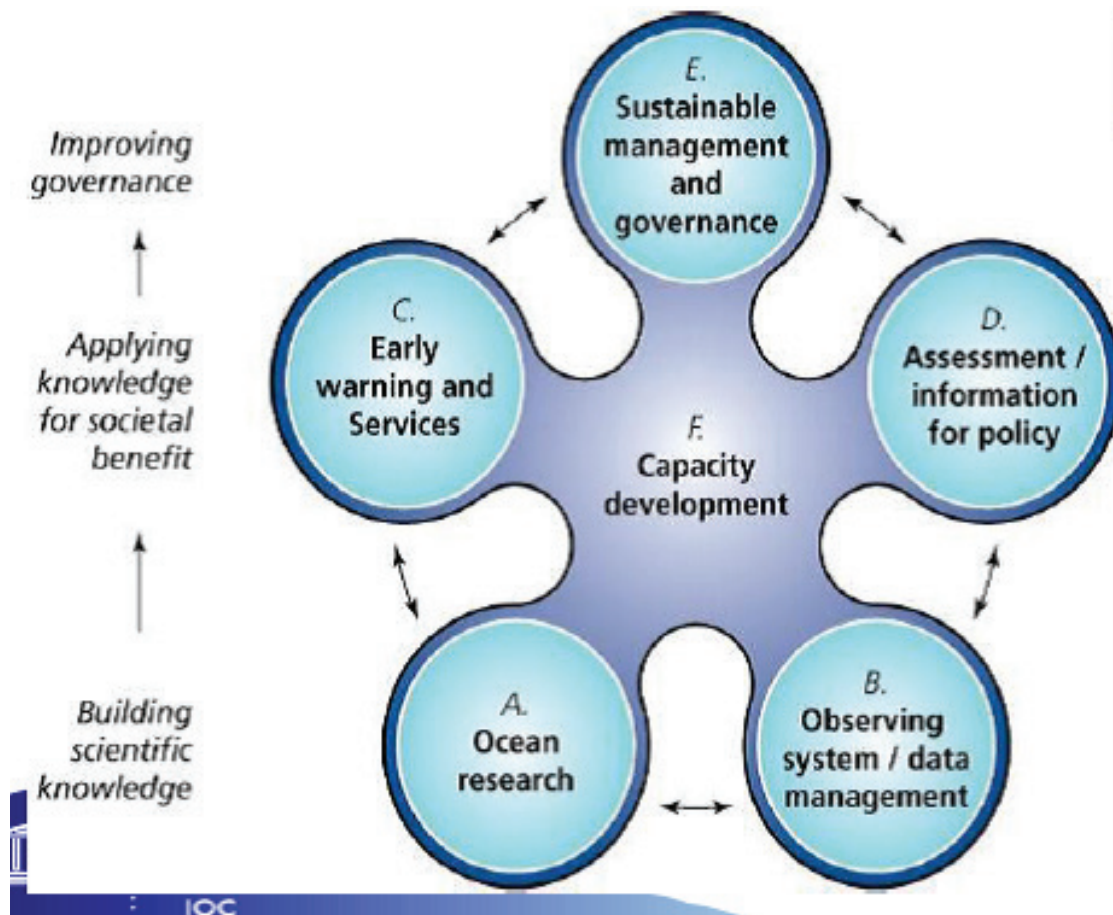 E.
Sustainable
management
and
governance
Improving
governance
C.
Early
warning and
Services
D.
Assessment /
information
for policy
Applying
knowledge
for societal
benefit
F.
Capacity
development
A.
Ocean
research
B.
Observing
system / data
management
Building
scientific
knowledge
IOC